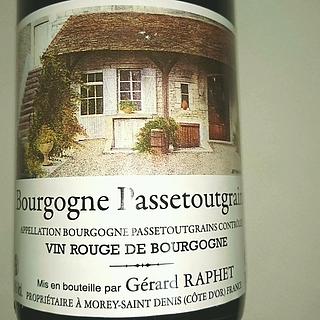 Bourgogne Passetoutgrain
APPELLATION BOURGOGNE PASSETOUTGRAINS CONTROLÉE
VIN ROUGE DE BOURGOGNE
Mis en bouteille par Gérard RAPHET
PROPRIÉTAIRE À MOREY-SAINT DENIS (CÔTE D'OR) FRANCE